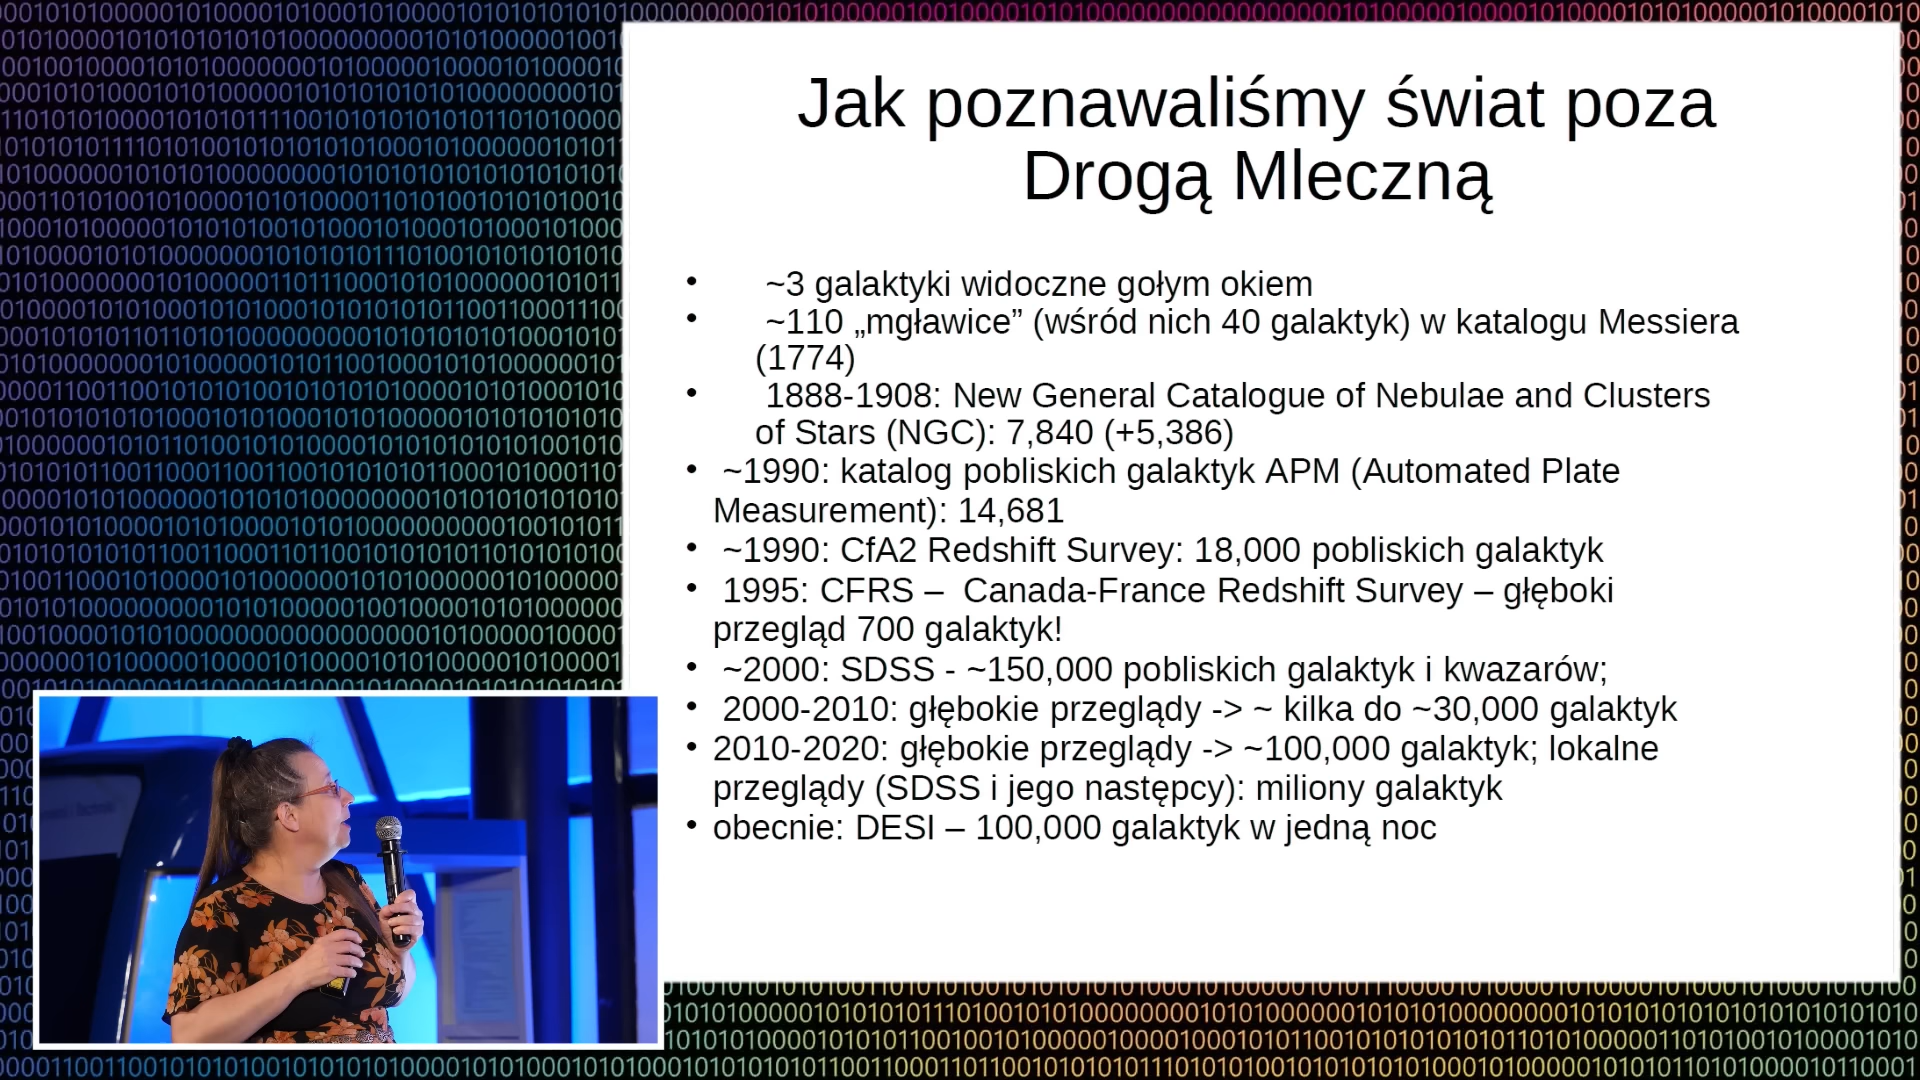 Jak poznawaliśmy świat poza
Drogą Mleczną
• ~3 galaktyki widoczne gołym okiem
• ~110 „mgławice” (wśród nich 40 galaktyk) w katalogu Messiera
(1774)
• 1888-1908: New General Catalogue of Nebulae and Clusters
of Stars (NGC): 7,840 (+5,386)
• ~1990: katalog pobliskich galaktyk APM (Automated Plate
Measurement): 14,681
• ~1990: CfA2 Redshift Survey: 18,000 pobliskich galaktyk
• 1995: CFRS – Canada-France Redshift Survey – głęboki
przegląd 700 galaktyk!
• ~2000: SDSS - ~150,000 pobliskich galaktyk i kwazarów;
• 2000-2010: głębokie przeglądy -> ~ kilka do ~30,000 galaktyk
• 2010-2020: głębokie przeglądy -> ~100,000 galaktyk; lokalne
przeglądy (SDSS i jego następcy): miliony galaktyk
• obecnie: DESI – 100,000 galaktyk w jedną noc